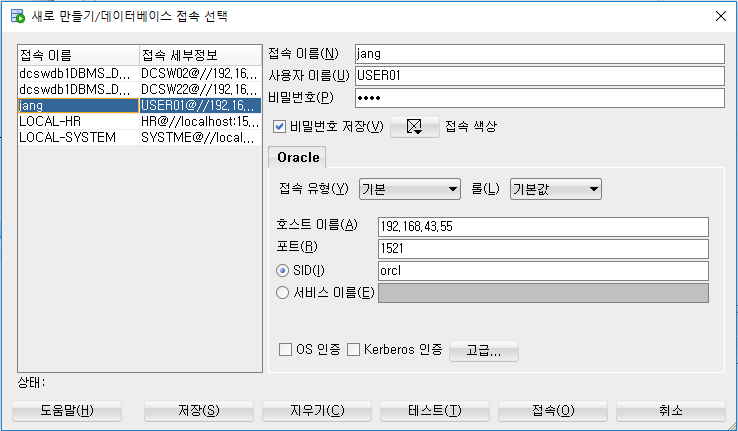 새로 만들기/데이터베이스 접속 선택
접속 이름 접속 세부정보
dcswdb1DBMS_D... DCSW02@//192,16...
dcswdb1DBMS_D... DCSW22@//192,16...
jang USER01@//192,16...
LOCAL-HR HR@//localhost:15...
LOCAL-SYSTEM SYSTME@//local...
상태:
접속 이름(N) jang
사용자 이름(U) USER01
비밀번호(P) ••••
비밀번호 저장(V) 접속 색상
Oracle
접속 유형(Y) 기본 롤(L) 기본값
호스트 이름(A) 192,168,43,55
포트(R) 1521
SID(I) orcl
서비스 이름(E)
OS 인증 Kerberos 인증 고급...
도움말(H) 저장(S) 지우기(C) 테스트(T) 접속(O) 취소